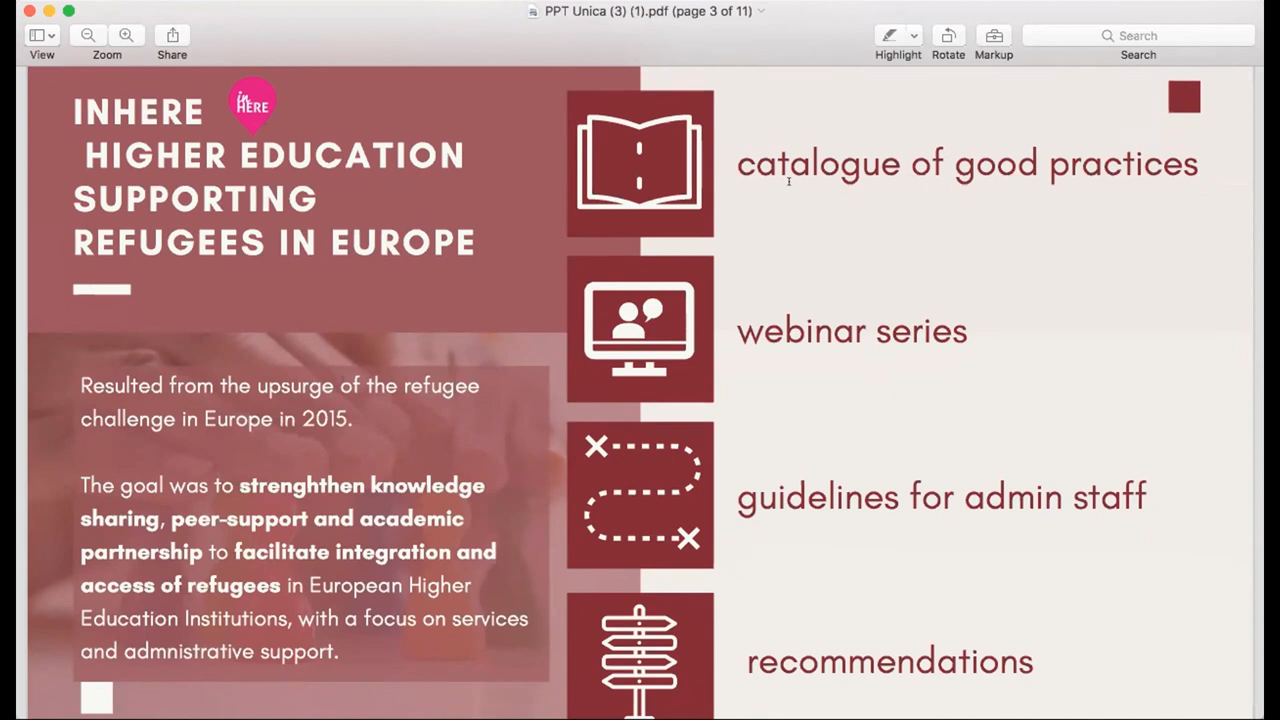 PPT Unica (3) (1).pdf (page 3 of 11)
View
Zoom
Share
Highlight
Rotate
Markup
Search
Search
INHERE
in HERE
HIGHER EDUCATION
SUPPORTING
REFUGEES IN EUROPE
Resulted from the upsurge of the refugee
challenge in Europe in 2015.
The goal was to strenghthen knowledge
sharing, peer-support and academic
partnership to facilitate integration and
access of refugees in European Higher
Education Institutions, with a focus on services
and admnistrative support.
catalogue of good practices
webinar series
guidelines for admin staff
recommendations